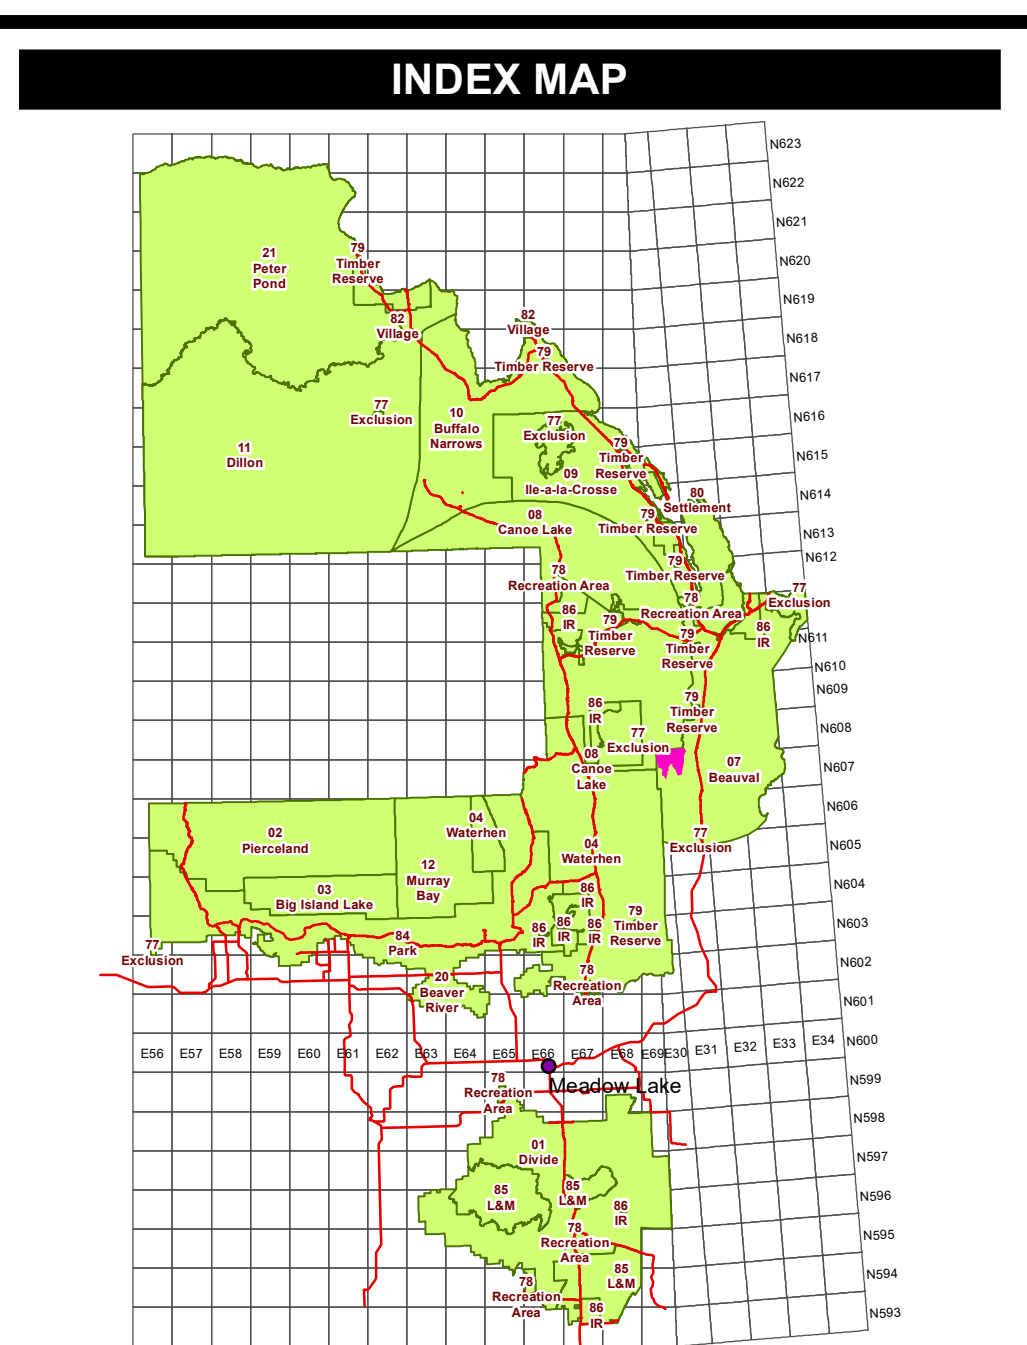 INDEX MAP
N623
N622
N621
N620
N619
N618
N617
N616
N615
N614
N613
N612
N611
N610
N609
N608
N607
N606
N605
N604
N603
N602
N601
N600
N599
N598
N597
N596
N595
N594
N593
21
Peter
Pond
79
Timber
Reserve
82
Village
82
Village
79
Timber Reserve
77
Exclusion
10
Buffalo
Narrows
77
Exclusion
79
Timber
Reserve
11
Dillon
09
Ile-a-la-Crosse
80
Settlement
08
Canoe Lake
79
Timber Reserve
79
Timber Reserve
78
Recreation Area
77
Exclusion
78
Recreation Area
86
IR
79
Timber
Reserve
79
Timber
Reserve
86
IR
86
IR
79
Timber
Reserve
77
Exclusion
08
Canoe
Lake
07
Beauval
04
Waterhen
02
Pierceland
77
Exclusion
04
Waterhen
12
Murray
Bay
03
Big Island Lake
86
IR
79
Timber
Reserve
86
IR
86
IR
86
IR
84
Park
77
Exclusion
20
Beaver
River
78
Recreation
Area
E56 E57 E58 E59 E60 E61 E62 E63 E64 E65 E66 E67 E68 E69 E30 E31 E32 E33 E34
Meadow Lake
78
Recreation
Area
01
Divide
85
L&M
85
L&M
86
IR
78
Recreation
Area
85
L&M
78
Recreation
Area
86
IR